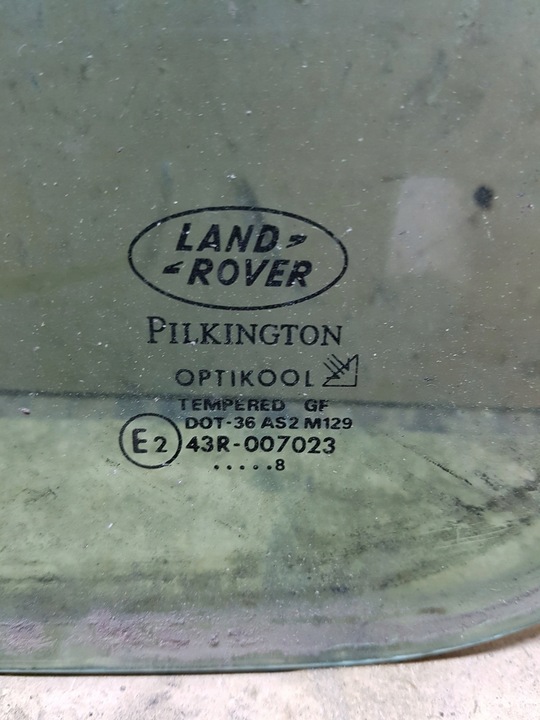 LAND
ROVER
PILKINGTON
OPTIKOOL
TEMPERED GF
DOT-36 AS2 M129
E2 43R-007023
.....8